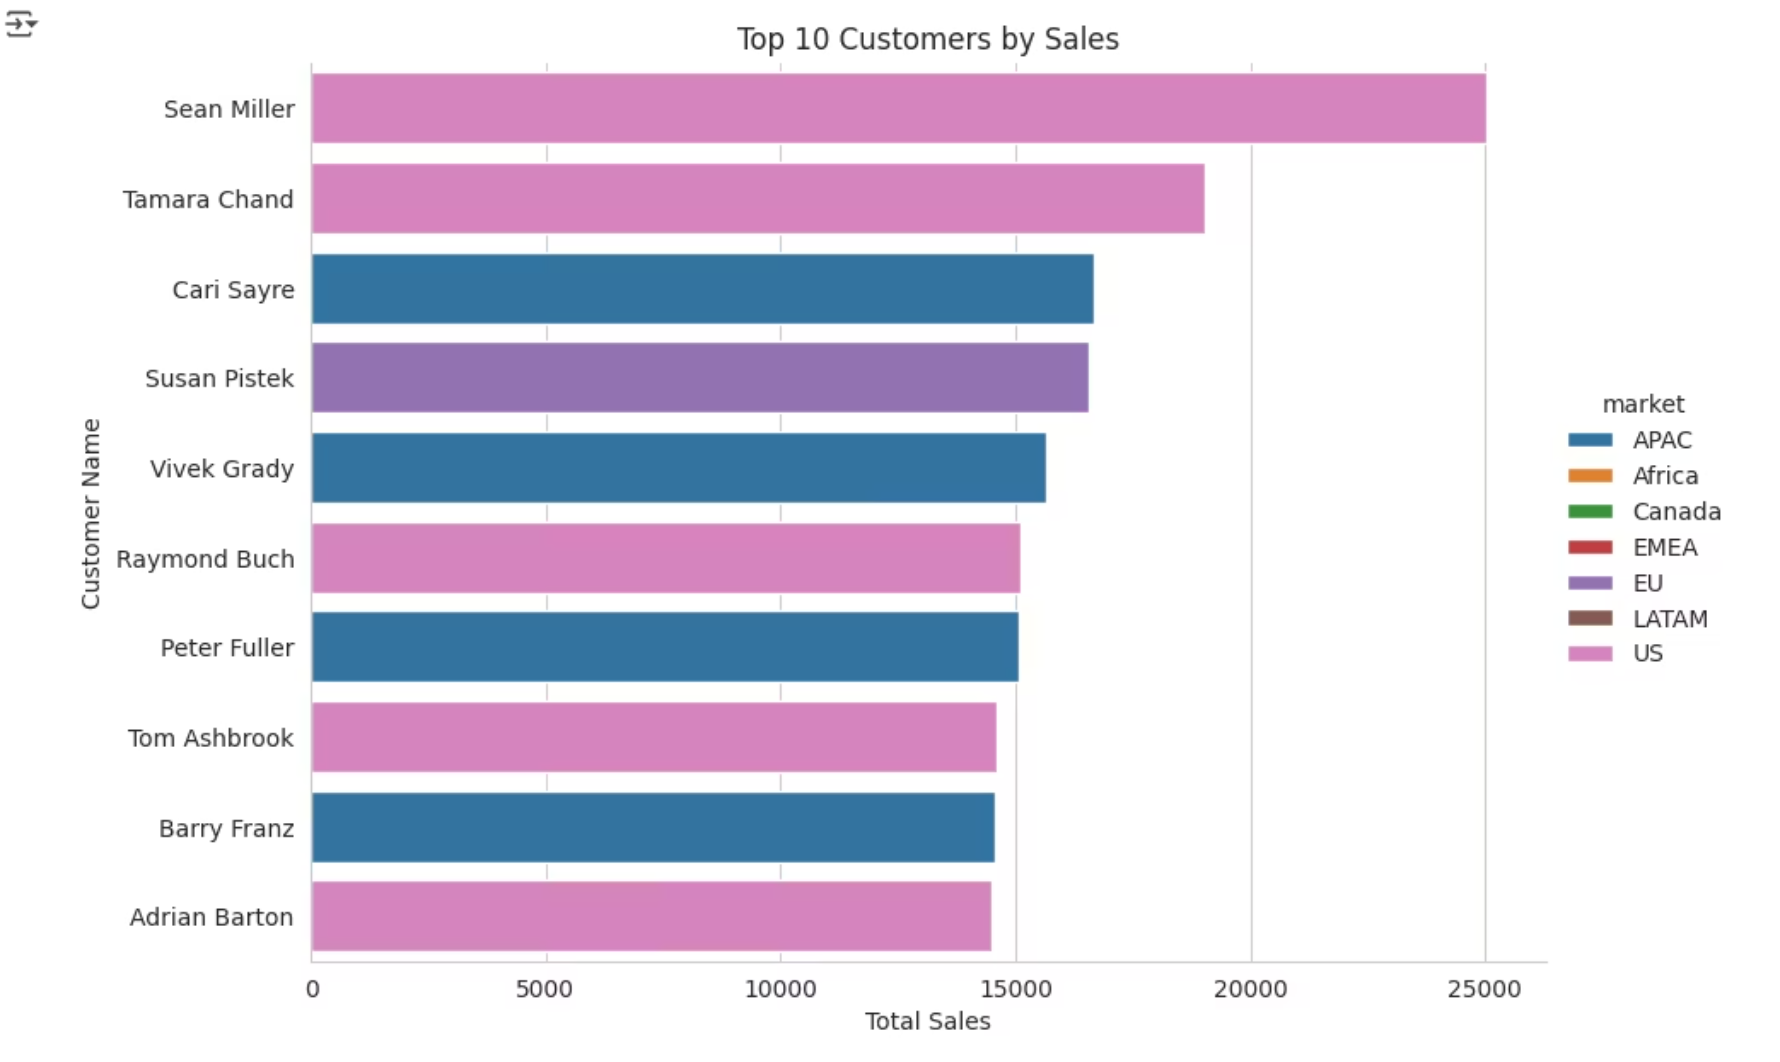 Top 10 Customers by Sales
Sean Miller
Tamara Chand
Cari Sayre
Susan Pistek
Vivek Grady
Raymond Buch
Peter Fuller
Tom Ashbrook
Barry Franz
Adrian Barton
Customer Name
0 5000 10000 15000 20000 25000
Total Sales
market
APAC
Africa
Canada
EMEA
EU
LATAM
US